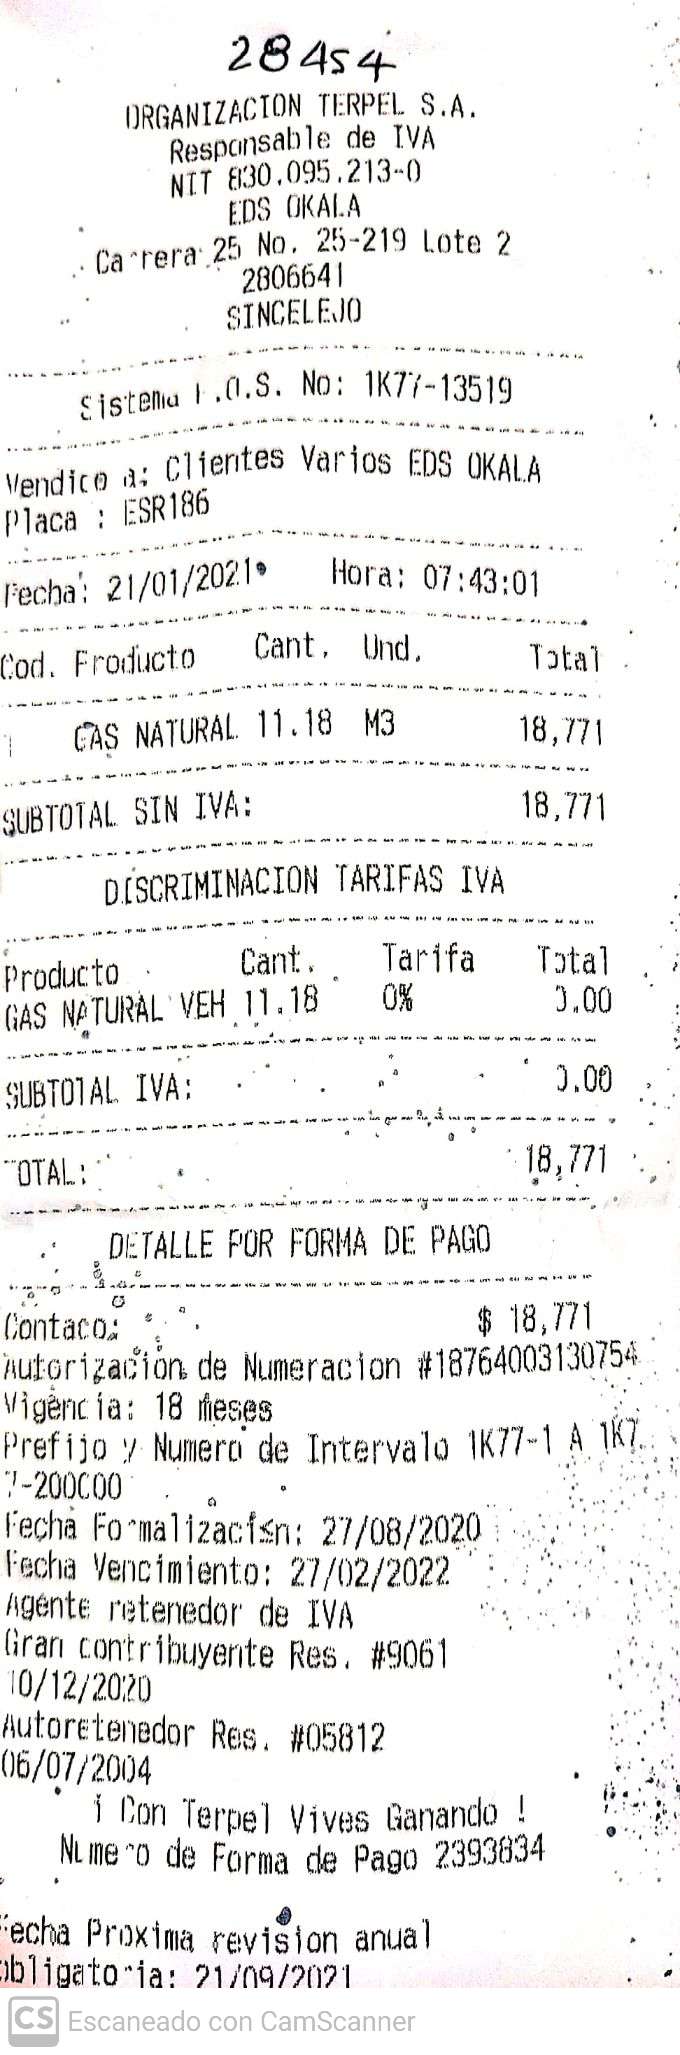 28454
ORGANIZACION TERPEL S.A.
Responsable de IVA
NIT 830.095.213-0
EDS OKALA
Carrera 25 No. 25-219 Lote 2
2806641
SINCELEJO
Sistema P.O.S. No: 1K77-13519
Vendico a: Clientes Varios EDS OKALA
Placa : ESR186
Fecha: 21/01/2021 Hora: 07:43:01
Cod. Producto Cant. Und. Total
1 GAS NATURAL 11.18 M3 18,771
SUBTOTAL SIN IVA: 18,771
DISCRIMINACION TARIFAS IVA
Producto Cant. Tarifa Total
GAS NATURAL VEH 11.18 0% 0.00
SUBTOTAL IVA: 0.00
TOTAL: 18,771
DETALLE POR FORMA DE PAGO
Contaco: $ 18,771
Autorización de Numeracion #18764003130754
Vigencia: 18 meses
Prefijo y Numero de Intervalo 1K77-1 A 1K7
7-200000
Fecha Formalización: 27/08/2020
Fecha Vencimiento: 27/02/2022
Agente retenedor de IVA
Gran contribuyente Res. #9061
10/12/2020
Autoretenedor Res. #05812
06/07/2004
¡ Con Terpel Vives Ganando !
Numero de Forma de Pago 2393834
Fecha Proxima revision anual
obligatoria: 21/09/2021
CS Escaneado con CamScanner